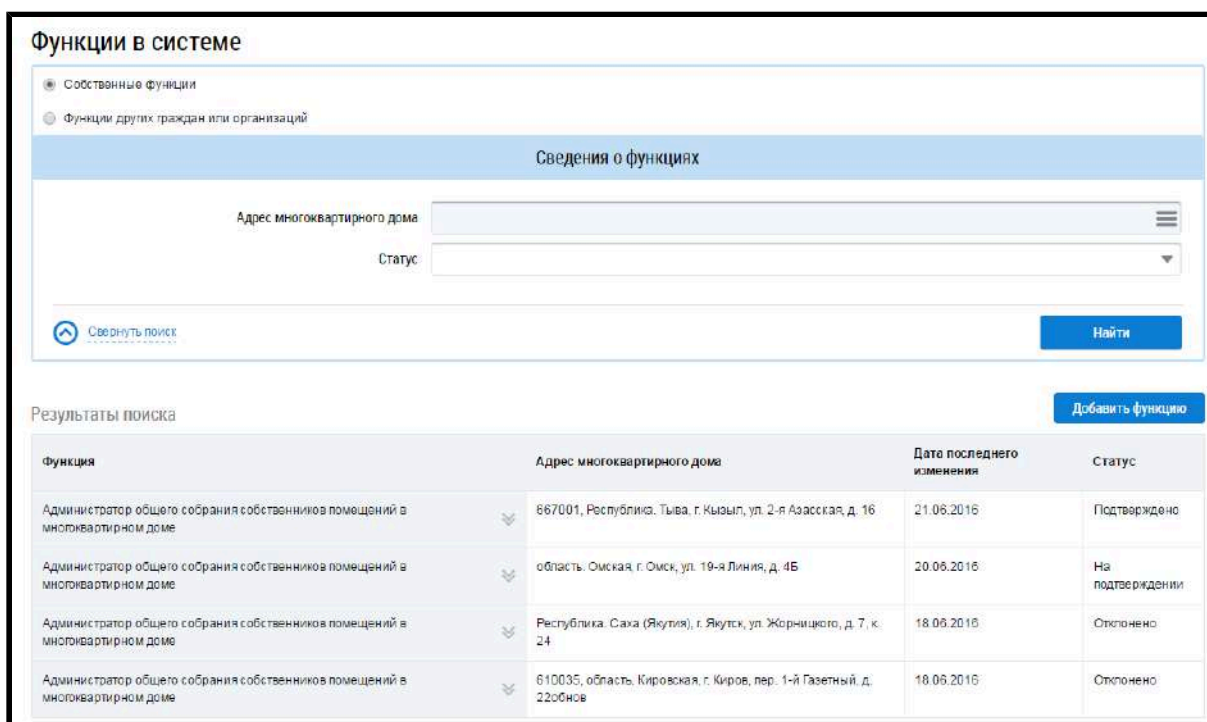 Функции в системе
Собственные функции
Функции других граждан или организаций
Сведения о функциях
Адрес многоквартирного дома
Статус
Свернуть поиск
Найти
Результаты поиска
Добавить функцию
Функция
Адрес многоквартирного дома
Дата последнего
изменения
Статус
Администратор общего собрания собственников помещений в
многоквартирном доме
667001, Республика. Тыва, г. Кызыл, ул. 2-я Азасская, д. 16
21.06.2016
Подтверждено
Администратор общего собрания собственников помещений в
многоквартирном доме
область. Омская, г. Омск, ул. 19-я Линия, д. 4Б
20.06.2016
На
подтверждении
Администратор общего собрания собственников помещений в
многоквартирном доме
Республика. Саха (Якутия), г. Якутск, ул. Жорницкого, д. 7, к.
24
18.06.2016
Отклонено
Администратор общего собрания собственников помещений в
многоквартирном доме
610035, область. Кировская, г. Киров, пер. 1-й Газетный, д.
22обнов
18.06.2016
Отклонено